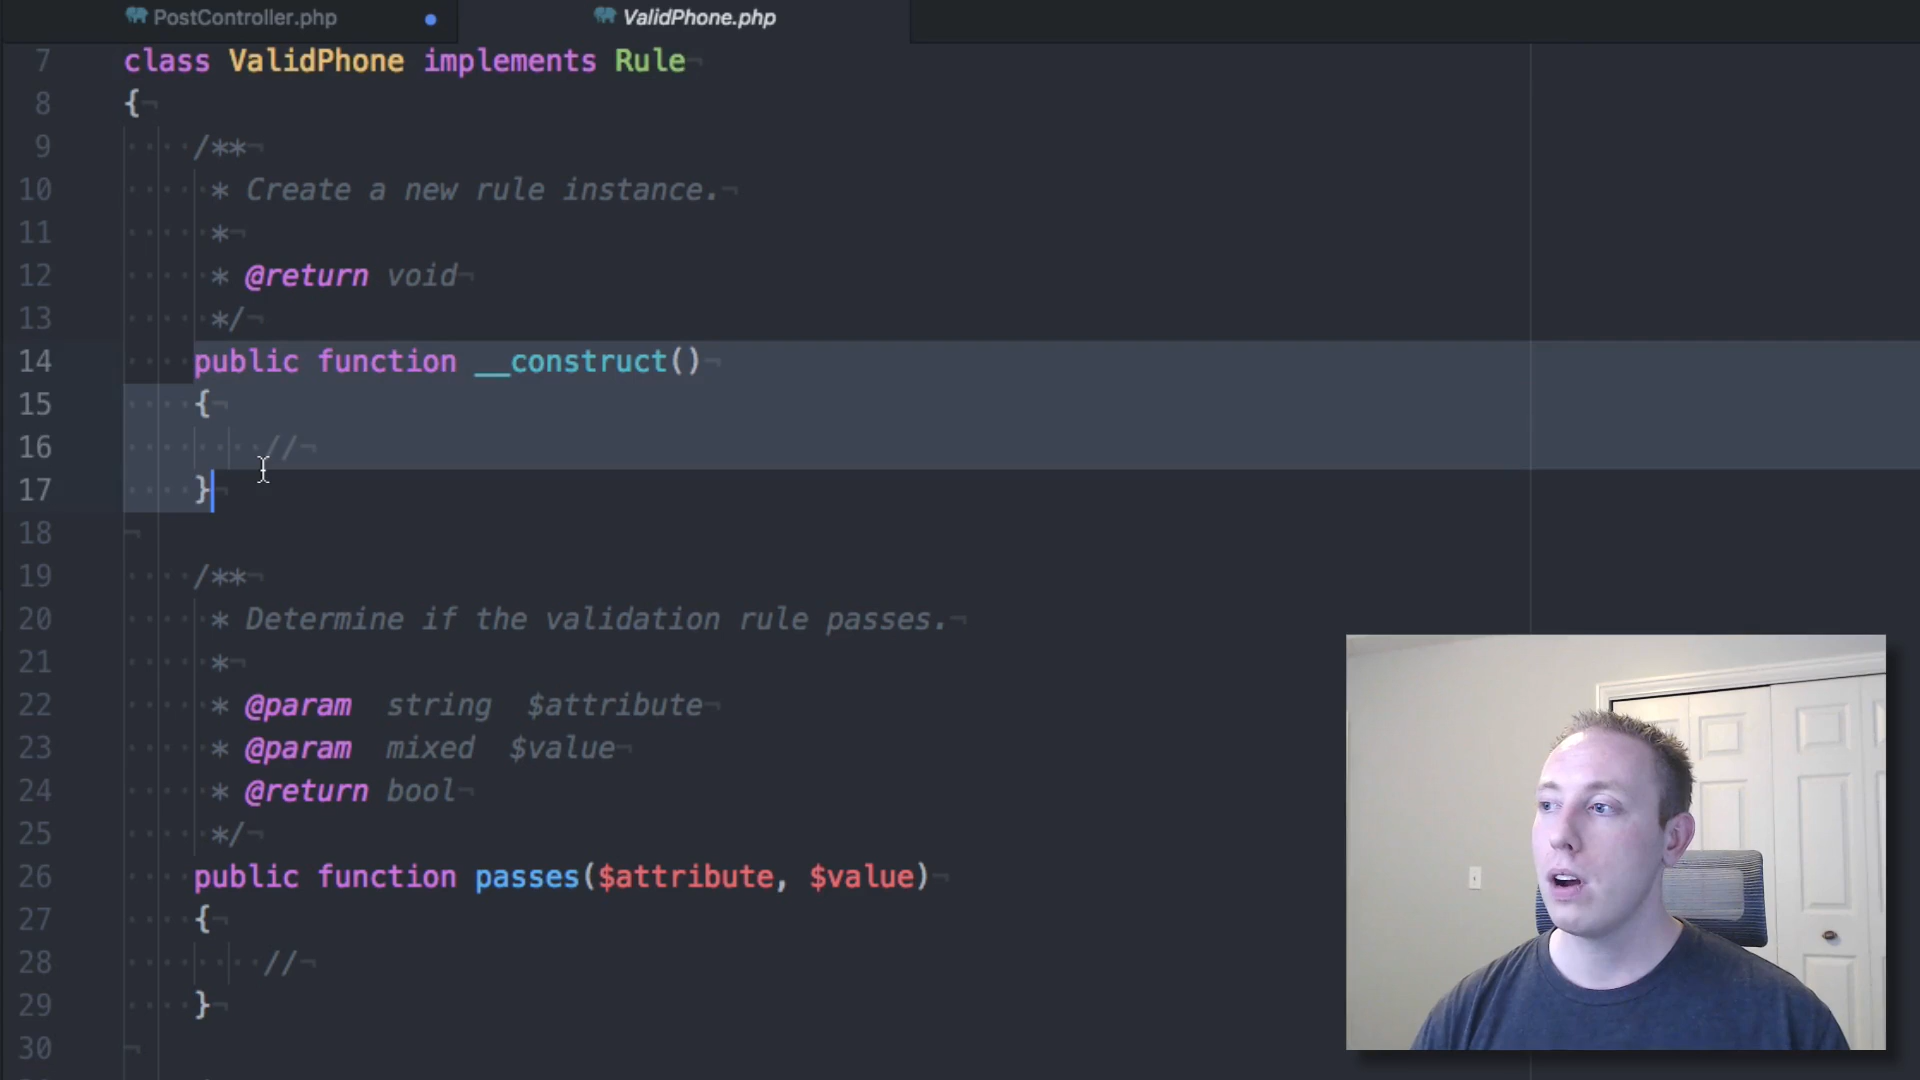 PostController.php
ValidPhone.php
7 class ValidPhone implements Rule¬
8 {¬
9 /**¬
10 * Create a new rule instance.¬
11 *¬
12 * @return void¬
13 */¬
14 public function __construct()¬
15 {¬
16 //¬
17 }¬
18 ¬
19 /**¬
20 * Determine if the validation rule passes.¬
21 *¬
22 * @param string $attribute¬
23 * @param mixed $value¬
24 * @return bool¬
25 */¬
26 public function passes($attribute, $value)¬
27 {¬
28 //¬
29 }¬
30 ¬